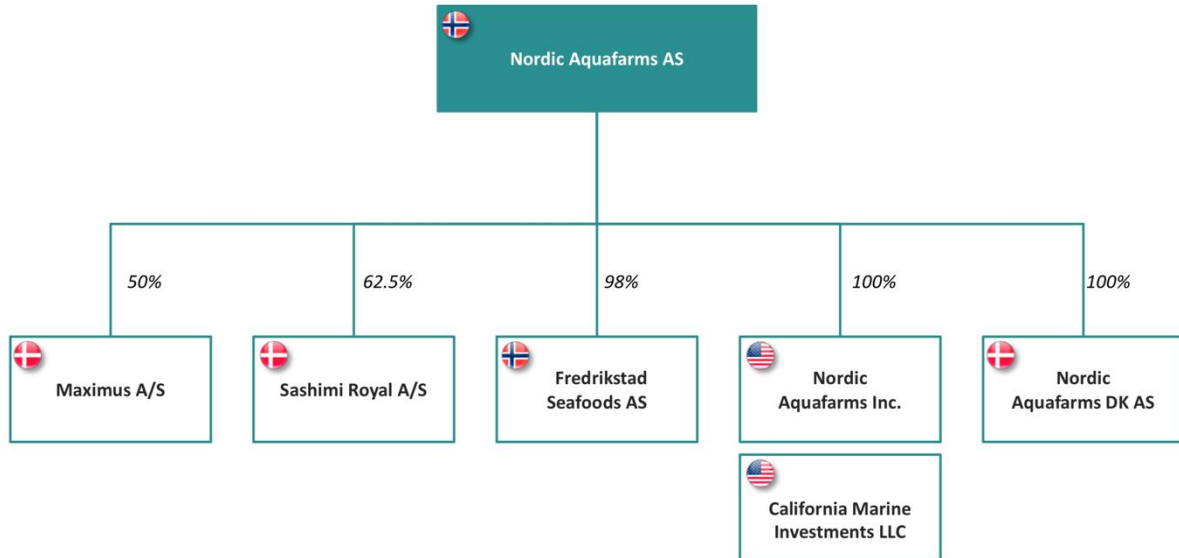 Nordic Aquafarms AS
50%
62.5%
98%
100%
100%
Maximus A/S
Sashimi Royal A/S
Fredrikstad
Seafoods AS
Nordic
Aquafarms Inc.
Nordic
Aquafarms DK AS
California Marine
Investments LLC